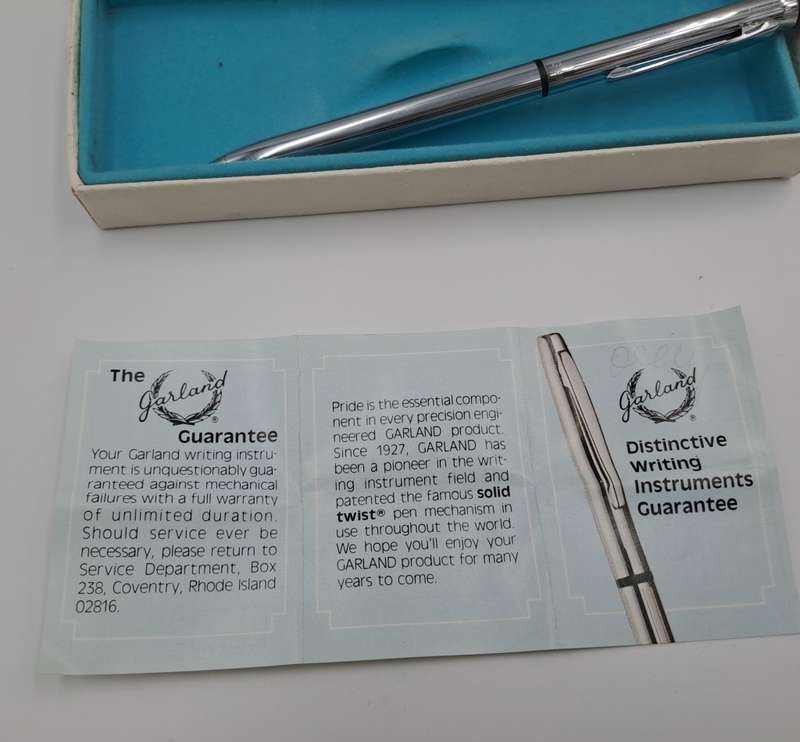 The
Garland®
Guarantee
Your Garland writing instru-
ment is unquestionably gua-
ranteed against mechanical
failures with a full warranty
of unlimited duration.
Should service ever be
necessary, please return to
Service Department, Box
238, Coventry, Rhode Island
02816.
Pride is the essential compo-
nent in every precision engi-
neered GARLAND product.
Since 1927, GARLAND has
been a pioneer in the writ-
ing instrument field and
patented the famous solid
twist® pen mechanism in
use throughout the world.
We hope you'll enjoy your
GARLAND product for many
years to come.
Garland®
Distinctive
Writing
Instruments
Guarantee